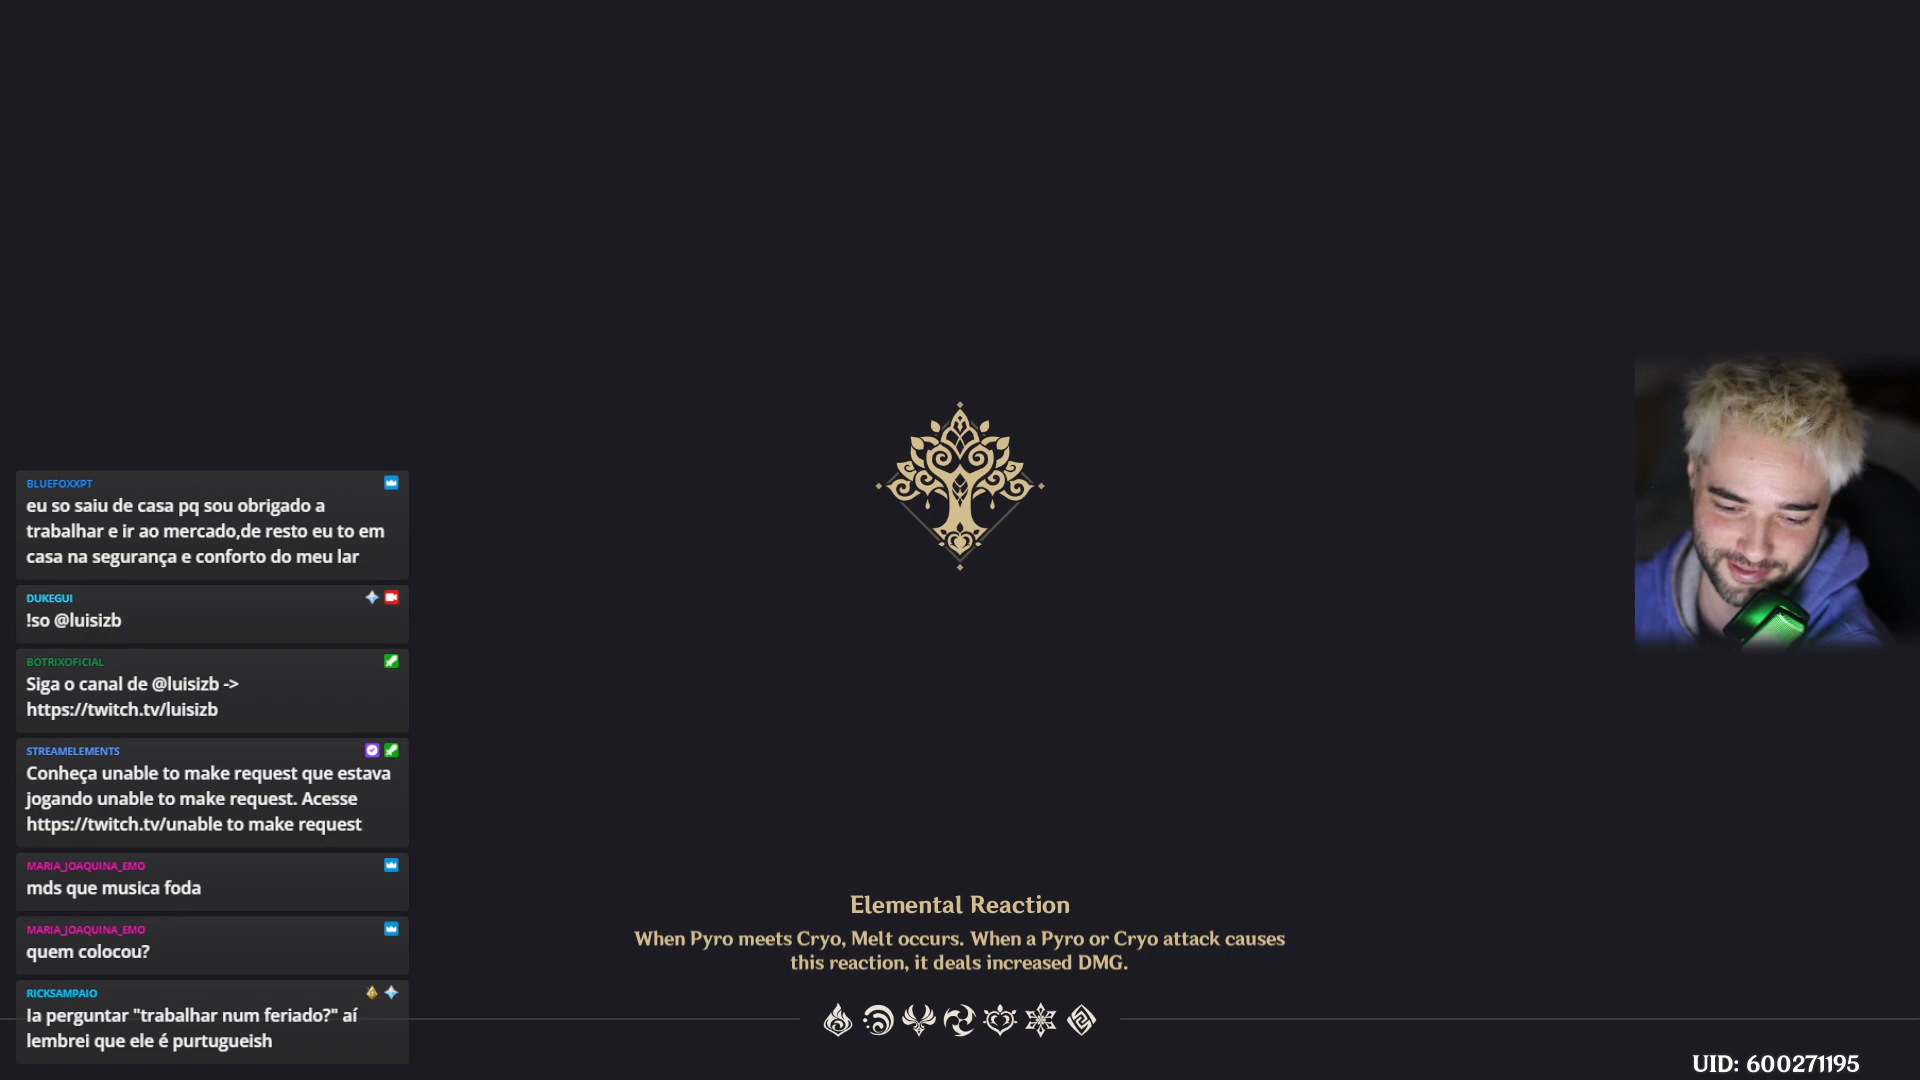 BLUEFOXXPT
eu so saiu de casa pq sou obrigado a
trabalhar e ir ao mercado,de resto eu to em
casa na segurança e conforto do meu lar
DUKEGUI
!so @luisizb
BOTRIXOFICIAL
Siga o canal de @luisizb ->
https://twitch.tv/luisizb
STREAMELEMENTS
Conheça unable to make request que estava
jogando unable to make request. Acesse
https://twitch.tv/unable to make request
MARIA_JOAQUINA_EMO
mds que musica foda
MARIA_JOAQUINA_EMO
quem colocou?
RICKSAMPAIO
Ia perguntar "trabalhar num feriado?" aí
lembrei que ele é purtugueish
Elemental Reaction
When Pyro meets Cryo, Melt occurs. When a Pyro or Cryo attack causes
this reaction, it deals increased DMG.
UID: 600271195